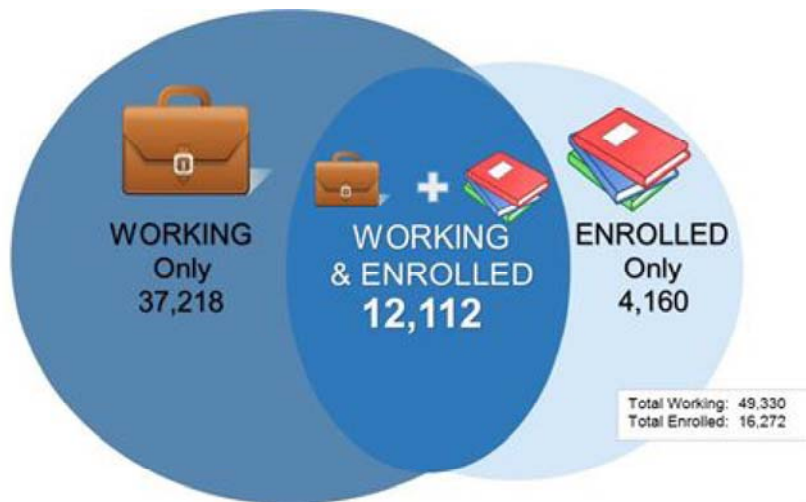 WORKING
Only
37,218
WORKING
& ENROLLED
12,112
ENROLLED
Only
4,160
Total Working: 49,330
Total Enrolled: 16,272